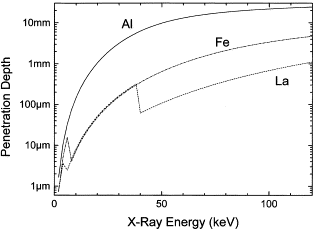 10mm
1mm
100μm
10μm
1μm
Penetration Depth
Al
Fe
La
0
50
100
X-Ray Energy (keV)